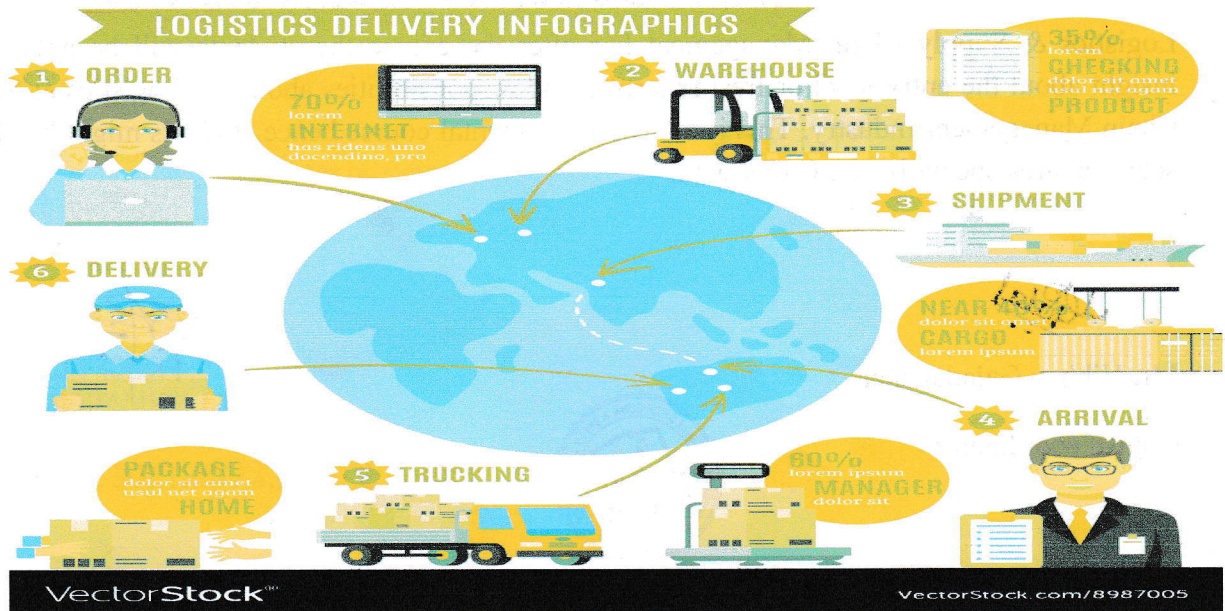 LOGISTICS DELIVERY INFOGRAPHICS
1 ORDER
70%
lorem
INTERNET
has ridens uno
docendino, pro
2 WAREHOUSE
35%
lorem
CHECKING
dolor sit amet
usul net agam
PRODUCT
3 SHIPMENT
NEAR
dolor sit amet
CARGO
lorem ipsum
4 ARRIVAL
60%
lorem ipsum
MANAGER
dolor sit
5 TRUCKING
PACKAGE
dolor sit amet
usul net agam
HOME
6 DELIVERY
VectorStock®
VectorStock.com/8987005